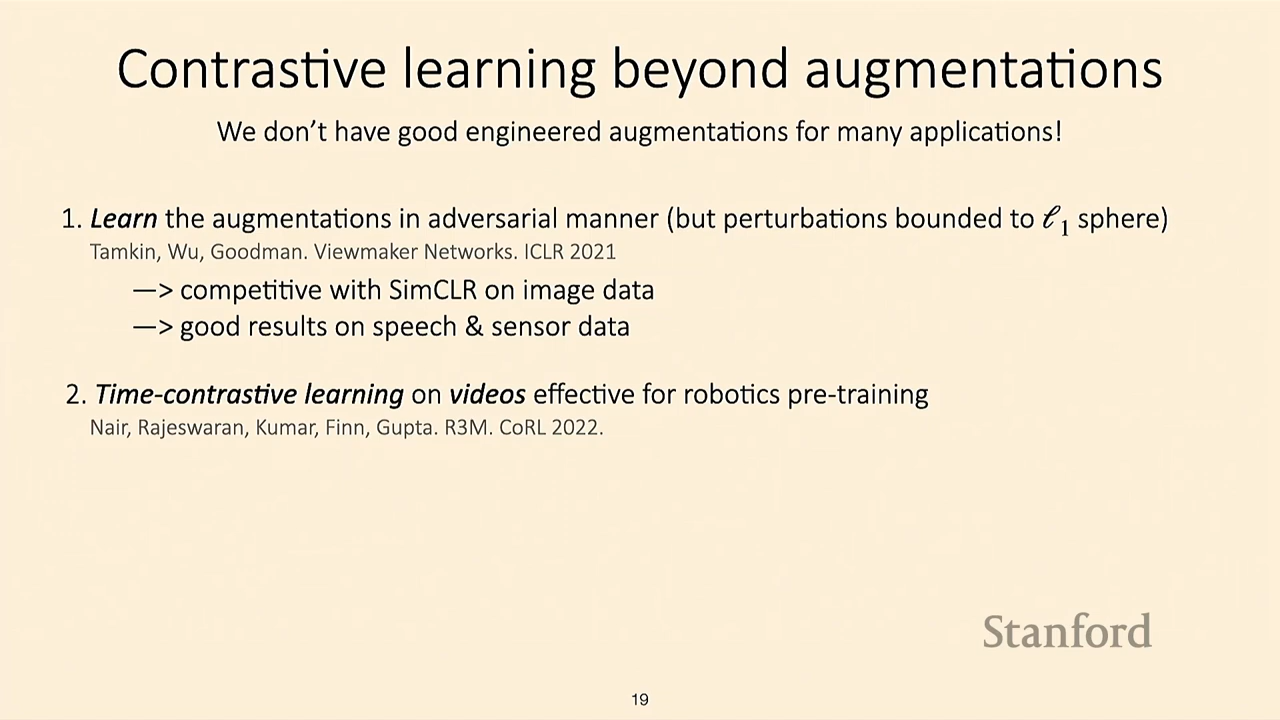 Contrastive learning beyond augmentations
We don’t have good engineered augmentations for many applications!
1. Learn the augmentations in adversarial manner (but perturbations bounded to ℓ₁ sphere)
Tamkin, Wu, Goodman. Viewmaker Networks. ICLR 2021
—> competitive with SimCLR on image data
—> good results on speech & sensor data
2. Time-contrastive learning on videos effective for robotics pre-training
Nair, Rajeswaran, Kumar, Finn, Gupta. R3M. CoRL 2022.
Stanford
19